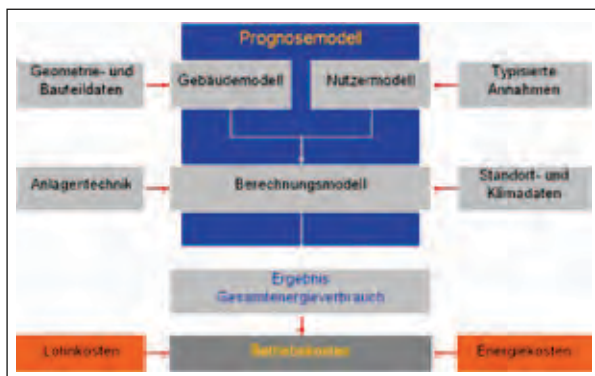 Prognosemodell
Geometrie- und
Bauteildaten
Gebäudemodell
Nutzermodell
Typisierte
Annahmen
Anlagentechnik
Berechnungsmodell
Standort- und
Klimadaten
Ergebnis
Gesamtenergieverbrauch
Lohnkosten
Betriebskosten
Energiekosten